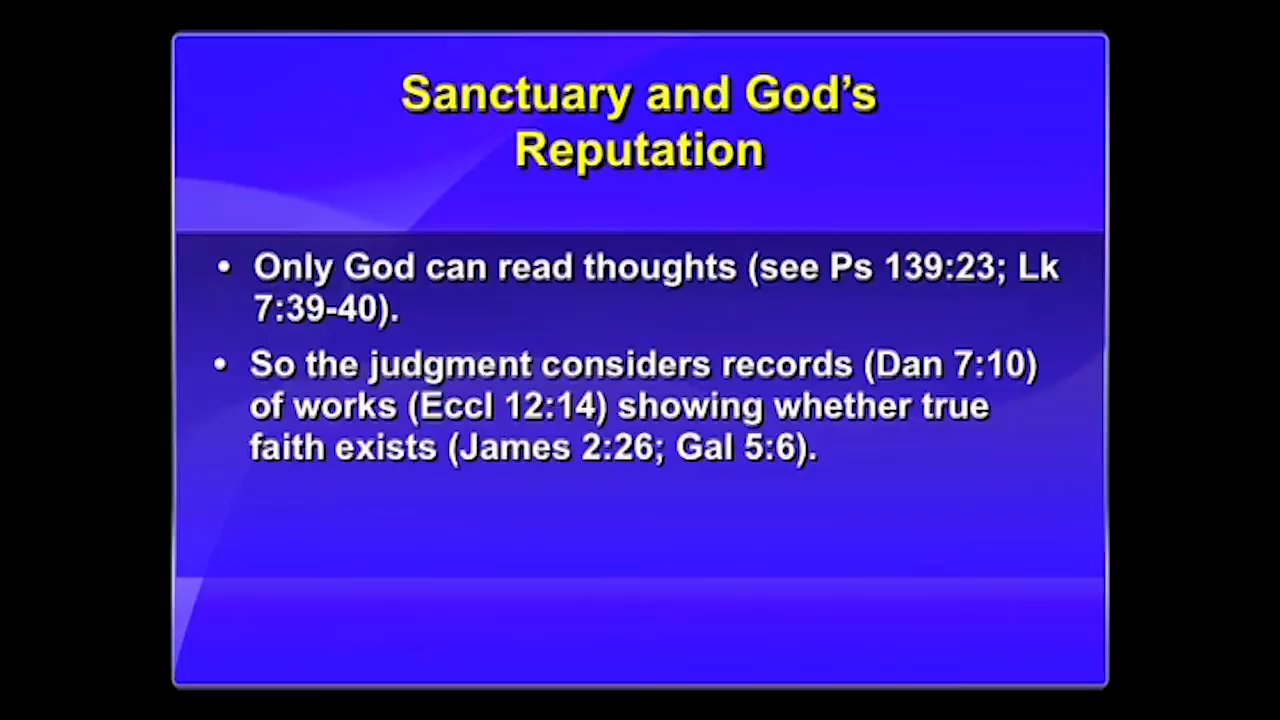 Sanctuary and God’s
Reputation
• Only God can read thoughts (see Ps 139:23; Lk
7:39-40).
• So the judgment considers records (Dan 7:10)
of works (Eccl 12:14) showing whether true
faith exists (James 2:26; Gal 5:6).